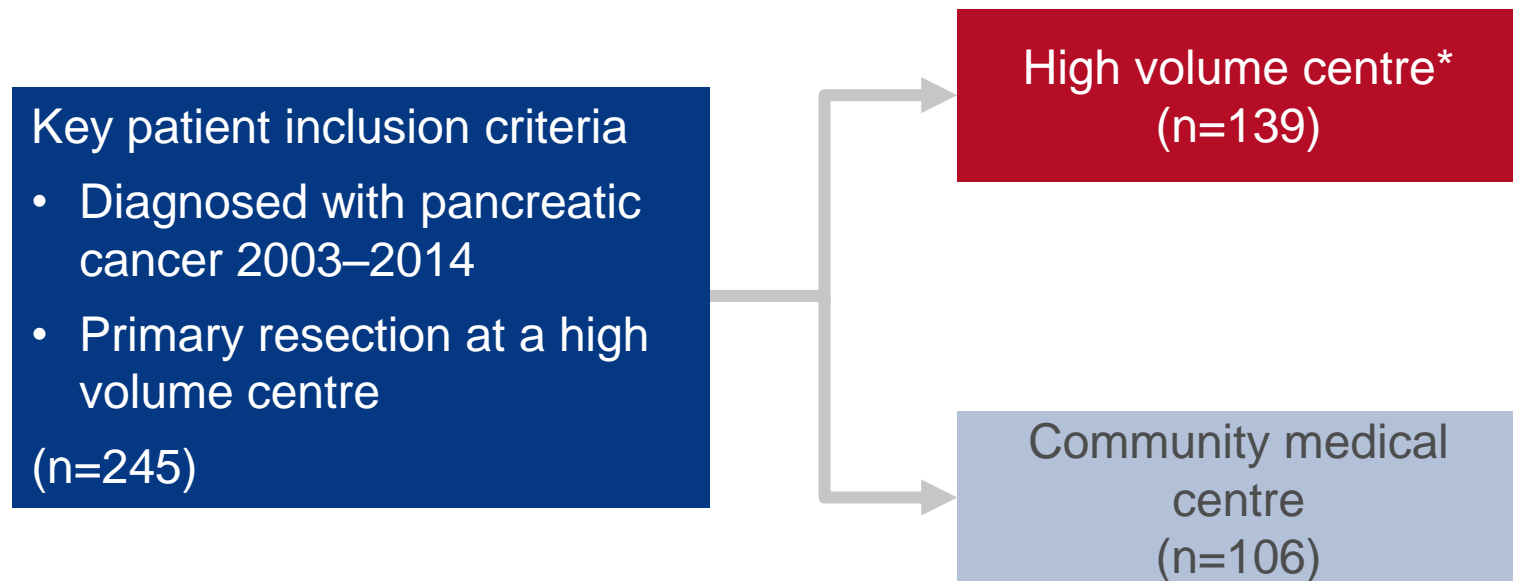 Key patient inclusion criteria
• Diagnosed with pancreatic
cancer 2003–2014
• Primary resection at a high
volume centre
(n=245)
High volume centre*
(n=139)
Community medical
centre
(n=106)